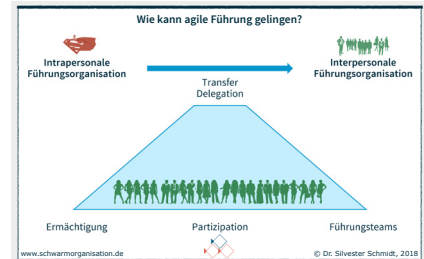 Wie kann agile Führung gelingen?
Intrapersonale
Führungsorganisation
Interpersonale
Führungsorganisation
Transfer
Delegation
Ermächtigung
Partizipation
Führungsteams
www.schwarmorganisation.de
© Dr. Silvester Schmidt, 2018